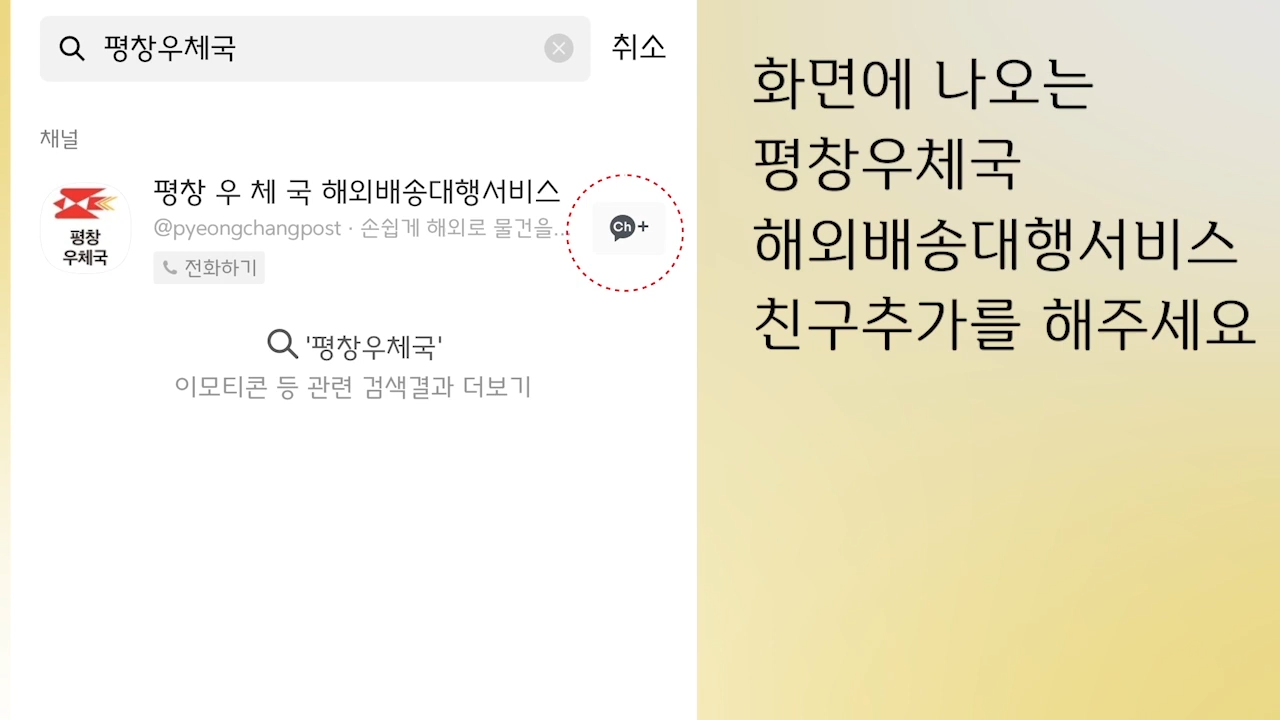 평창우체국
취소
채널
평창
우체국
평창 우 체 국 해외배송대행서비스
@pyeongchangpost · 손쉽게 해외로 물건을..
전화하기
Ch+
'평창우체국'
이모티콘 등 관련 검색결과 더보기
화면에 나오는
평창우체국
해외배송대행서비스
친구추가를 해주세요